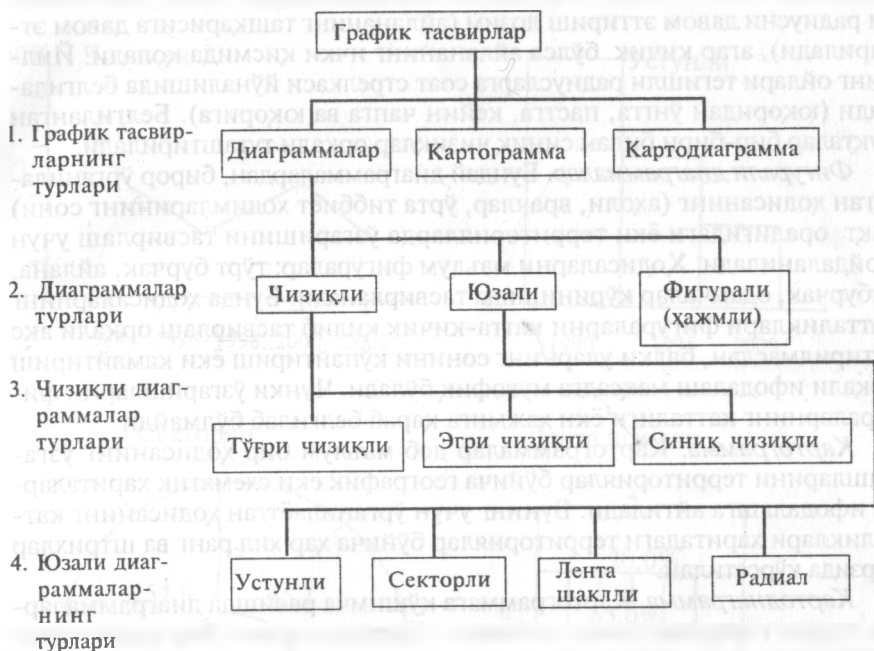 График тасвирлар
1. График тасвир-
ларнинг
турлари
Диаграммалар
Картограмма
Картодиаграмма
2. Диаграммалар
турлари
Чизиқли
Юзали
Фигурали
(ҳажмли)
3. Чизиқли диаг-
раммалар
турлари
Тўғри чизиқли
Эгри чизиқли
Синиқ чизиқли
4. Юзали диаг-
раммалар-
нинг
турлари
Устунли
Секторли
Лента
шаклли
Радиал